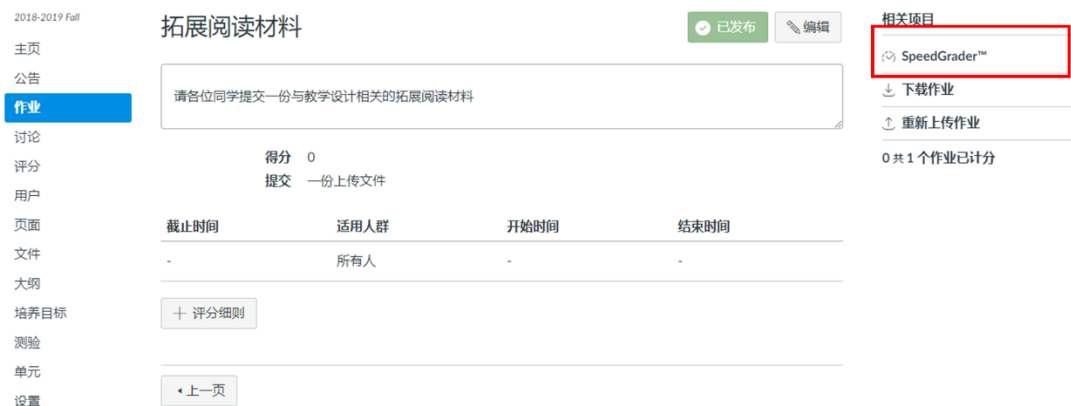 2018-2019 Fall
主页
公告
作业
讨论
评分
用户
页面
文件
大纲
培养目标
测验
单元
设置
拓展阅读材料
已发布
编辑
请各位同学提交一份与教学设计相关的拓展阅读材料
得分 0
提交 一份上传文件
截止时间 适用人群 开始时间 结束时间
- 所有人 - -
+ 评分细则
上一页
相关项目
SpeedGrader™
下载作业
重新上传作业
0 共 1 个作业已计分